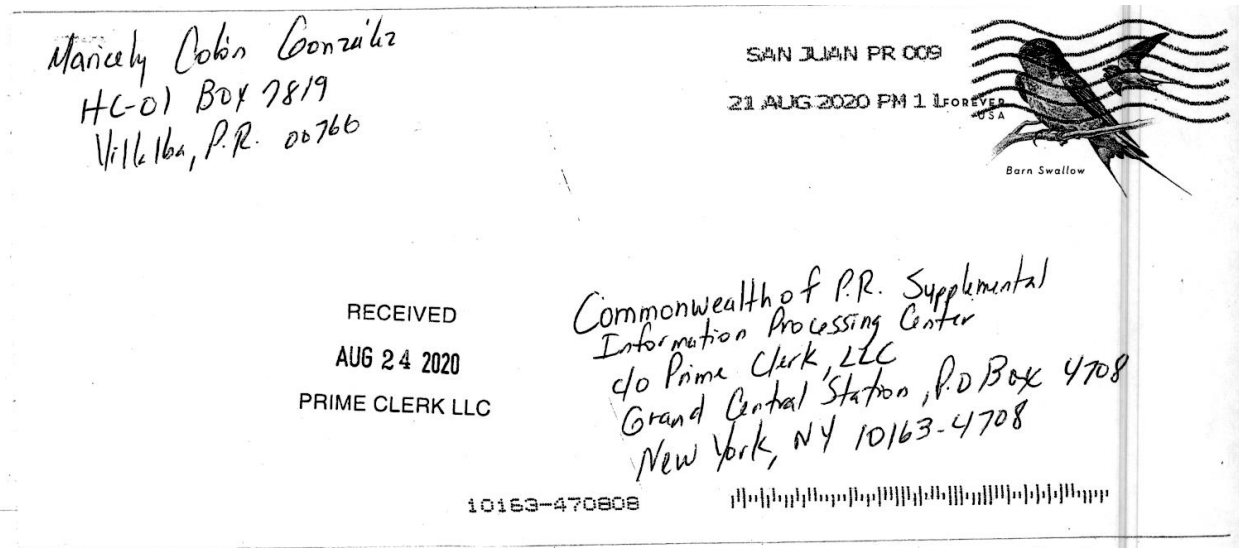 Maricely Colón González
HC-01 Box 7819
Villalba, P.R. 00766
SAN JUAN PR 009
21 AUG 2020 PM 1 L
FOREVER
USA
Barn Swallow
RECEIVED
AUG 24 2020
PRIME CLERK LLC
Commonwealth of P.R. Supplemental
Information Processing Center
c/o Prime Clerk, LLC
Grand Central Station, P.O Box 4708
New York, NY 10163-4708
10163-470808